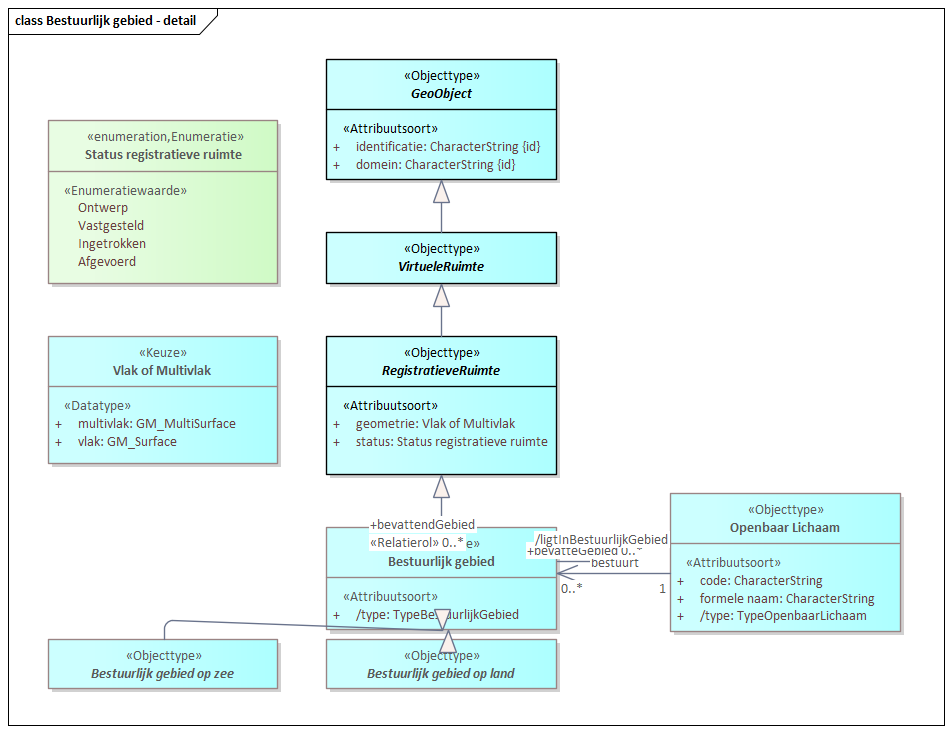 class Bestuurlijk gebied - detail
«Objecttype»
GeoObject
«Attribuutsoort»
+ identificatie: CharacterString {id}
+ domein: CharacterString {id}
«enumeration,Enumeratie»
Status registratieve ruimte
«Enumeratiewaarde»
Ontwerp
Vastgesteld
Ingetrokken
Afgevoerd
«Objecttype»
VirtueleRuimte
«Keuze»
Vlak of Multivlak
«Datatype»
+ multivlak: GM_MultiSurface
+ vlak: GM_Surface
«Objecttype»
RegistratieveRuimte
«Attribuutsoort»
+ geometrie: Vlak of Multivlak
+ status: Status registratieve ruimte
+bevattendGebied
«Relatierol» 0..*
Bestuurlijk gebied
«Attribuutsoort»
+ /type: TypeBestuurlijkGebied
/ligtInBestuurlijkGebied
+bevatteGebied 0..*
bestuurt
0..*
1
«Objecttype»
Openbaar Lichaam
«Attribuutsoort»
+ code: CharacterString
+ formele naam: CharacterString
+ /type: TypeOpenbaarLichaam
«Objecttype»
Bestuurlijk gebied op zee
«Objecttype»
Bestuurlijk gebied op land